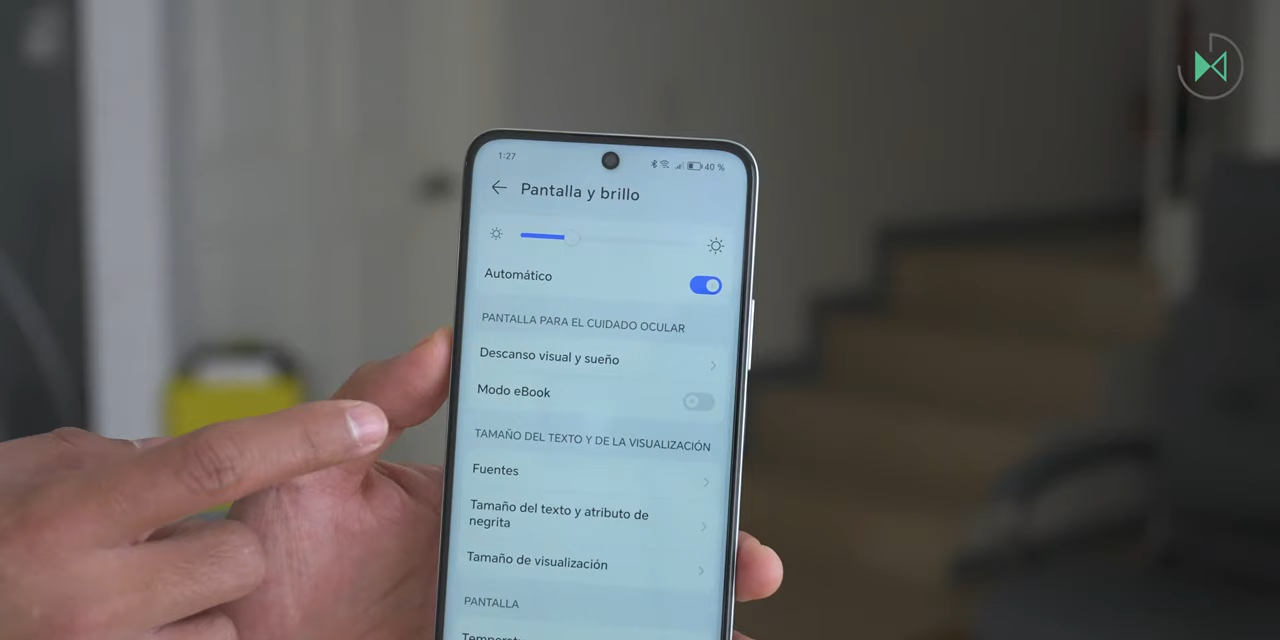 1:27
40 %
Pantalla y brillo
Automático
PANTALLA PARA EL CUIDADO OCULAR
Descanso visual y sueño
Modo eBook
TAMAÑO DEL TEXTO Y DE LA VISUALIZACIÓN
Fuentes
Tamaño del texto y atributo de
negrita
Tamaño de visualización
PANTALLA